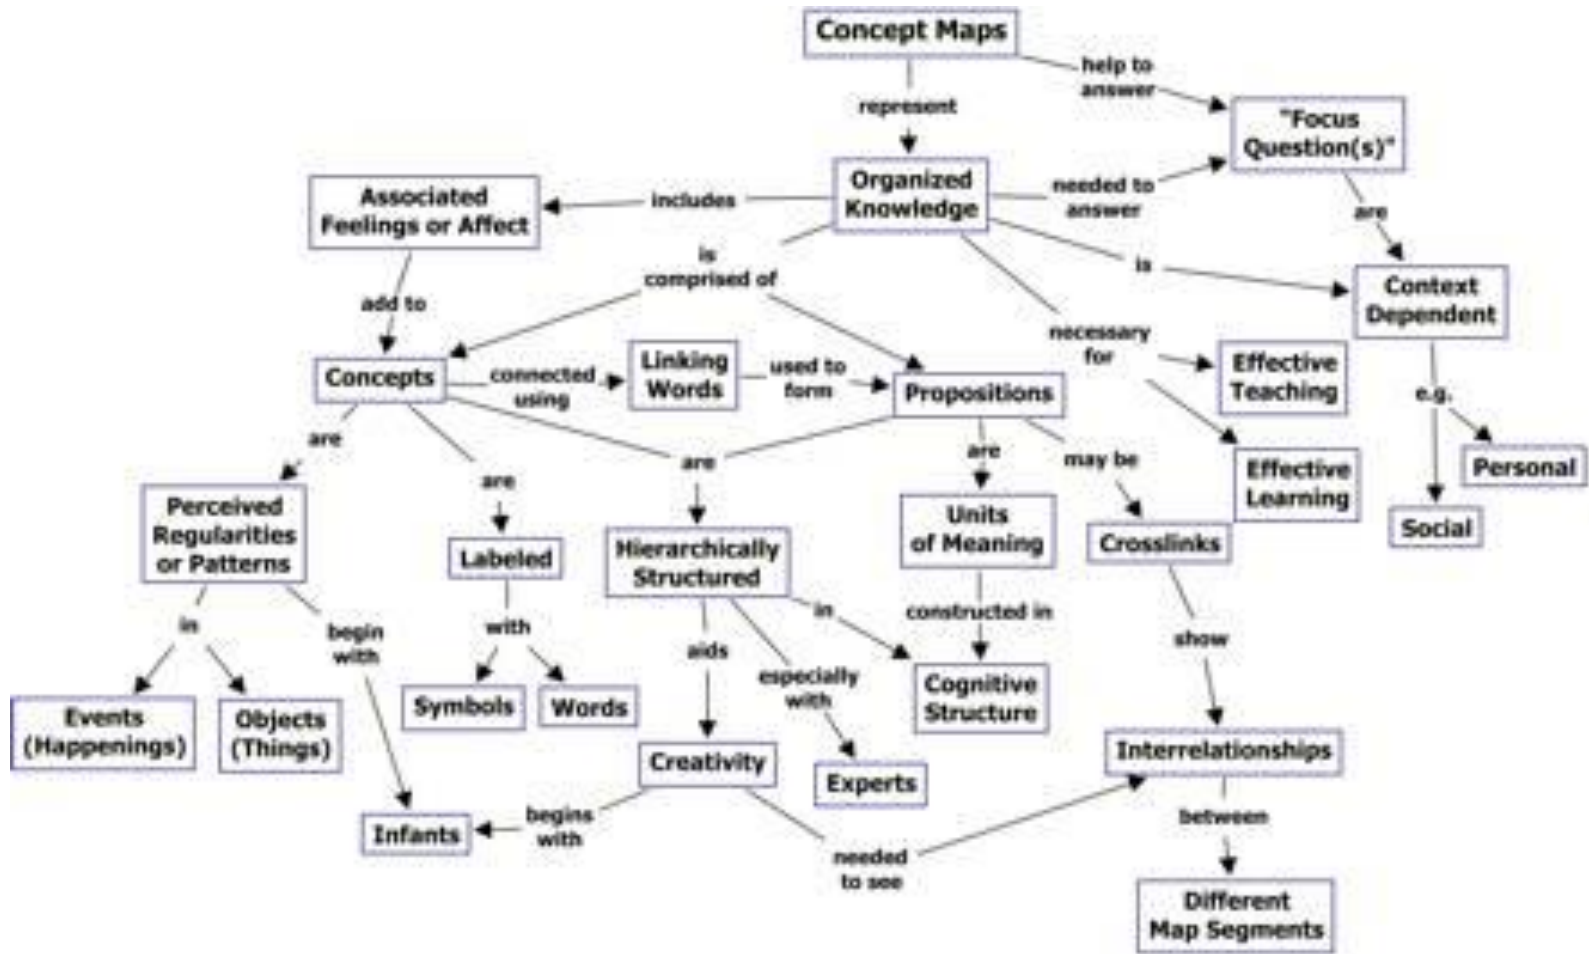 Concept Maps
help to
answer
represent
"Focus
Question(s)"
Organized
Knowledge
needed to
answer
Associated
Feelings or Affect
includes
are
is
comprised of
is
Context
Dependent
add to
necessary
for
Effective
Teaching
Concepts
connected
using
Linking
Words
used to
form
Propositions
e.g.
are
are
are
are
may be
Effective
Learning
Personal
Social
Perceived
Regularities
or Patterns
Labeled
Hierarchically
Structured
Units
of Meaning
Crosslinks
in
begin
with
with
aids
especially
with
in
constructed in
show
Events
(Happenings)
Objects
(Things)
Symbols
Words
Cognitive
Structure
Creativity
Experts
Interrelationships
Infants
begins
with
needed
to see
between
Different
Map Segments